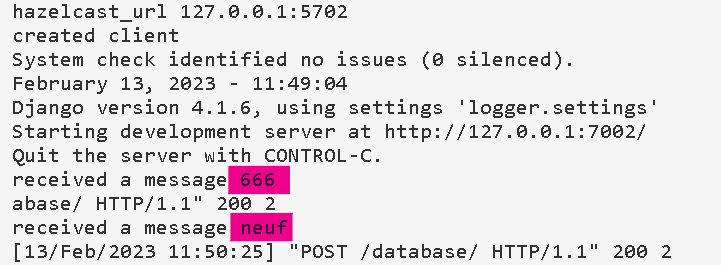 hazelcast_url 127.0.0.1:5702
created client
System check identified no issues (0 silenced).
February 13, 2023 - 11:49:04
Django version 4.1.6, using settings 'logger.settings'
Starting development server at http://127.0.0.1:7002/
Quit the server with CONTROL-C.
received a message 666
abase/ HTTP/1.1" 200 2
received a message neuf
[13/Feb/2023 11:50:25] "POST /database/ HTTP/1.1" 200 2